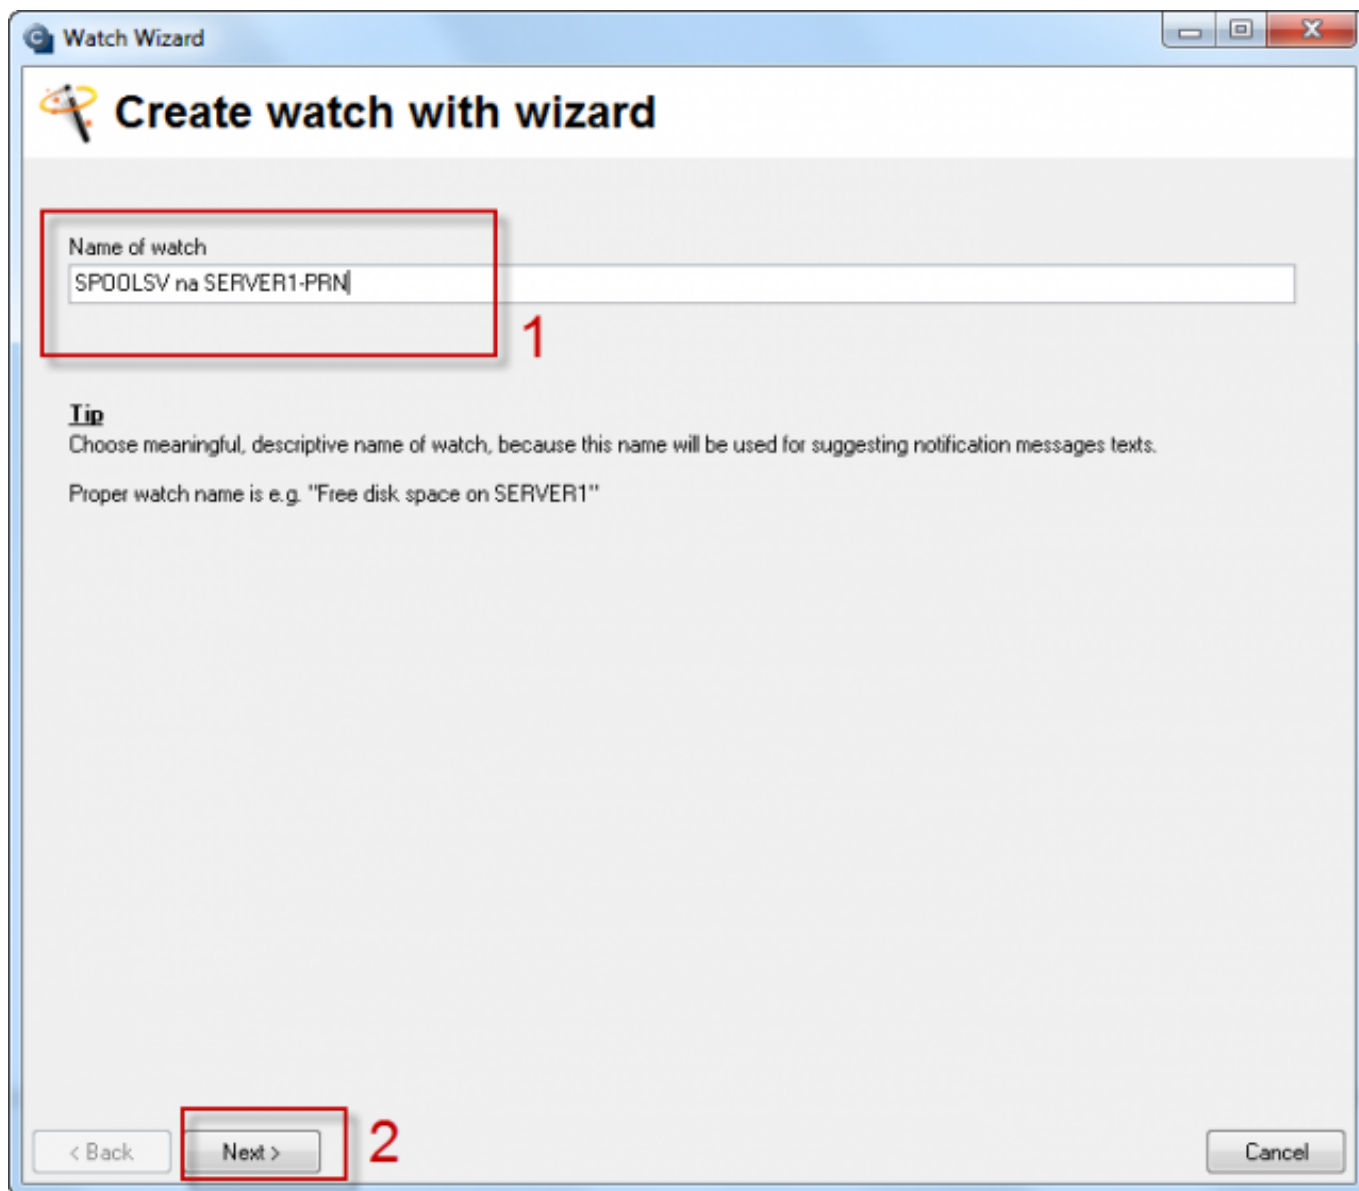 Watch Wizard
Create watch with wizard
Name of watch
SPOOLSV na SERVER1-PRN
1
Tip
Choose meaningful, descriptive name of watch, because this name will be used for suggesting notification messages texts.
Proper watch name is e.g. "Free disk space on SERVER1"
< Back
Next >
2
Cancel